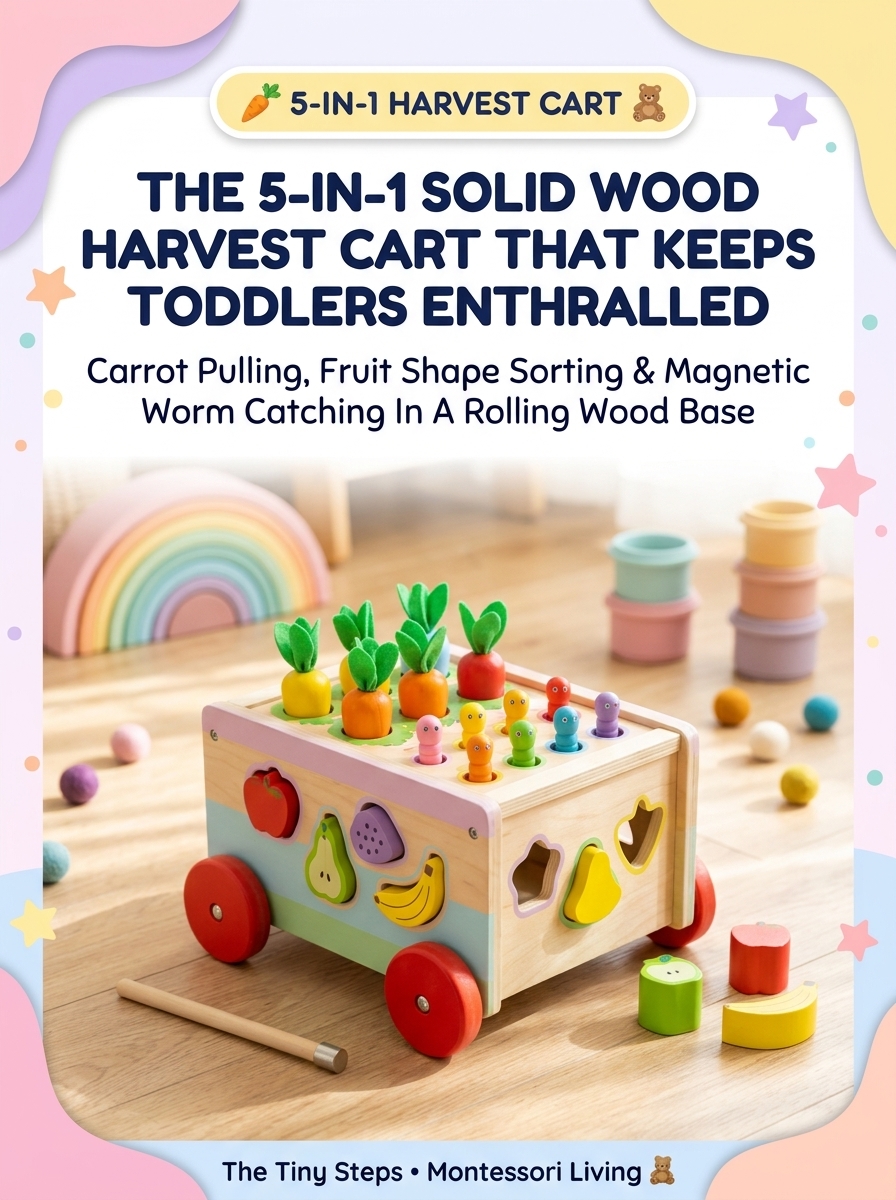 🥕 5-IN-1 HARVEST CART 🧸
THE 5-IN-1 SOLID WOOD
HARVEST CART THAT KEEPS
TODDLERS ENTHRALLED
Carrot Pulling, Fruit Shape Sorting & Magnetic
Worm Catching In A Rolling Wood Base
The Tiny Steps • Montessori Living 🧸